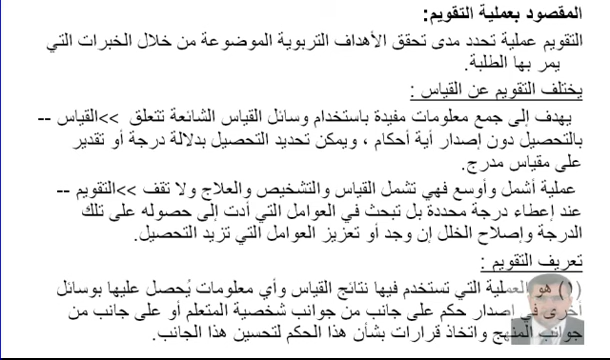 المقصود بعملية التقويم:
التقويم عملية تحدد مدى تحقق الأهداف التربوية الموضوعة من خلال الخبرات التي
يمر بها الطلبة.
يختلف التقويم عن القياس :
يهدف إلى جمع معلومات مفيدة باستخدام وسائل القياس الشائعة تتعلق >>القياس --
بالتحصيل دون إصدار أية أحكام ، ويمكن تحديد التحصيل بدلالة درجة أو تقدير
على مقياس مدرج.
عملية أشمل وأوسع فهي تشمل القياس والتشخيص والعلاج ولا تقف >>التقويم --
عند إعطاء درجة محددة بل تبحث في العوامل التي أدت إلى حصوله على تلك
الدرجة وإصلاح الخلل إن وجد أو تعزيز العوامل التي تزيد التحصيل.
تعريف التقويم :
(1) هو العملية التي تستخدم فيها نتائج القياس وأي معلومات يُحصل عليها بوسائل
أخرى في إصدار حكم على جانب من جوانب شخصية المتعلم أو على جانب من
جوانب المنهج واتخاذ قرارات بشأن هذا الحكم لتحسين هذا الجانب.